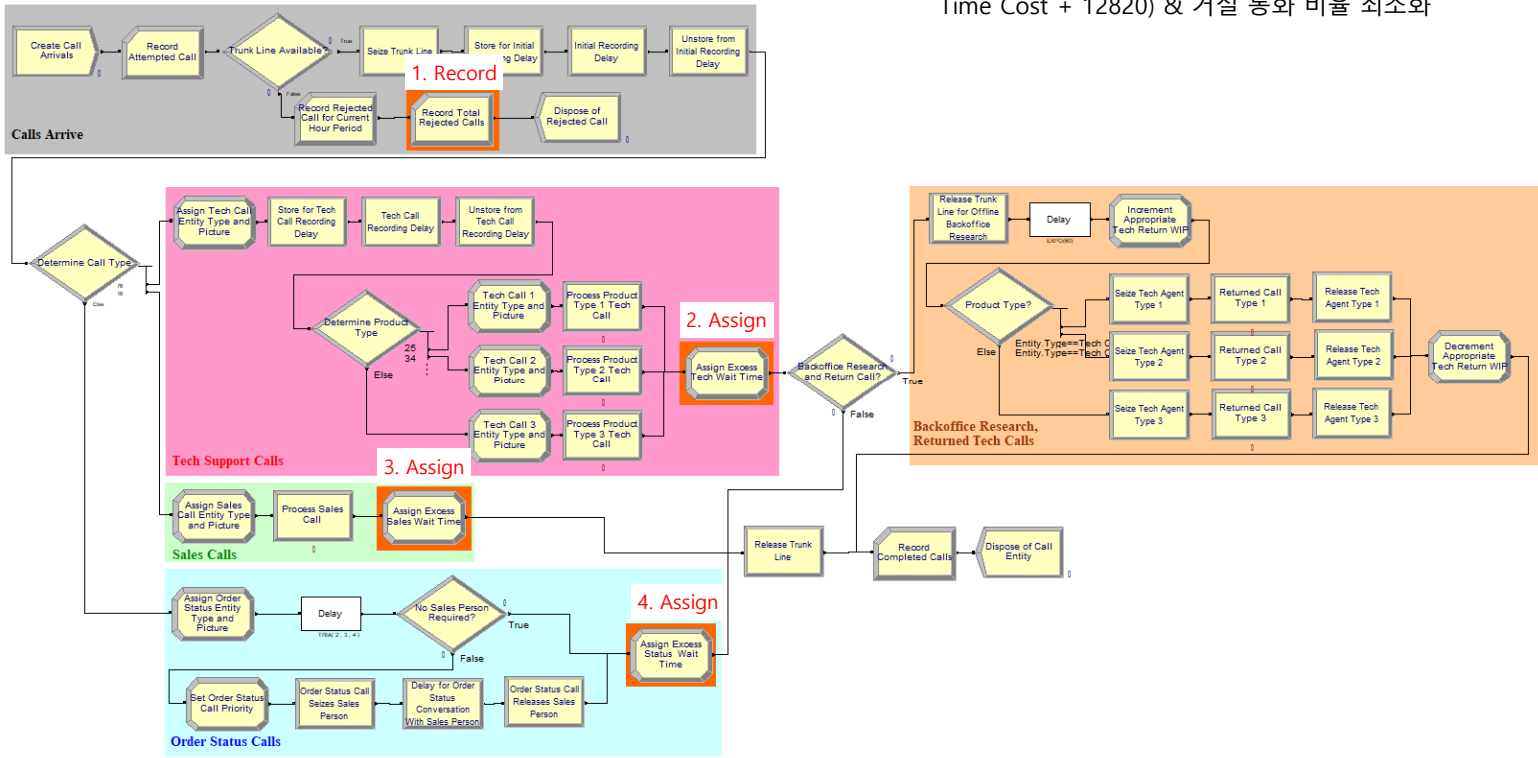 Time Cost + 12820) & 거절 통화 비율 최소화
Create Call
Arrivals
0
Record
Attempted Call
Trunk Line Available?
0
True
0
False
Seize Trunk Line
Store for Initial
Recording Delay
Initial Recording
Delay
Unstore from
Initial Recording
Delay
1. Record
Record Rejected
Call for Current
Hour Period
Record Total
Rejected Calls
Dispose of
Rejected Call
0
Calls Arrive
Determine Call Type
76
16
Else
Assign Tech Call
Entity Type and
Picture
Store for Tech
Call Recording
Delay
Tech Call
Recording Delay
Unstore from
Tech Call
Recording Delay
Determine Product
Type
25
34
Else
Tech Call 1
Entity Type and
Picture
Process Product
Type 1 Tech
Call
0
Tech Call 2
Entity Type and
Picture
Process Product
Type 2 Tech
Call
0
Tech Call 3
Entity Type and
Picture
Process Product
Type 3 Tech
Call
0
2. Assign
Assign Excess
Tech Wait Time
Tech Support Calls
Backoffice Research
and Return Call?
0
True
0
False
Release Trunk
Line for Offline
Backoffice
Research
Delay
EXPO(60)
Increment
Appropriate
Tech Return WIP
Product Type?
Entity.Type==Tech C
Entity.Type==Tech C
Else
Seize Tech Agent
Type 1
Returned Call
Type 1
Release Tech
Agent Type 1
0
Seize Tech Agent
Type 2
Returned Call
Type 2
Release Tech
Agent Type 2
0
Seize Tech Agent
Type 3
Returned Call
Type 3
Release Tech
Agent Type 3
0
Decrement
Appropriate
Tech Return WIP
Backoffice Research,
Returned Tech Calls
3. Assign
Assign Sales
Call Entity Type
and Picture
Process Sales
Call
0
Assign Excess
Sales Wait Time
Sales Calls
Release Trunk
Line
Record
Completed Calls
Dispose of Call
Entity
0
Assign Order
Status Entity
Type and
Picture
Delay
TRIA( 2 , 3 , 4 )
No Sales Person
Required?
0
True
0
False
4. Assign
Assign Excess
Status Wait
Time
Set Order Status
Call Priority
Order Status Call
Seizes Sales
Person
Delay for Order
Status
Conversation
With Sales Person
Order Status Call
Releases Sales
Person
Order Status Calls